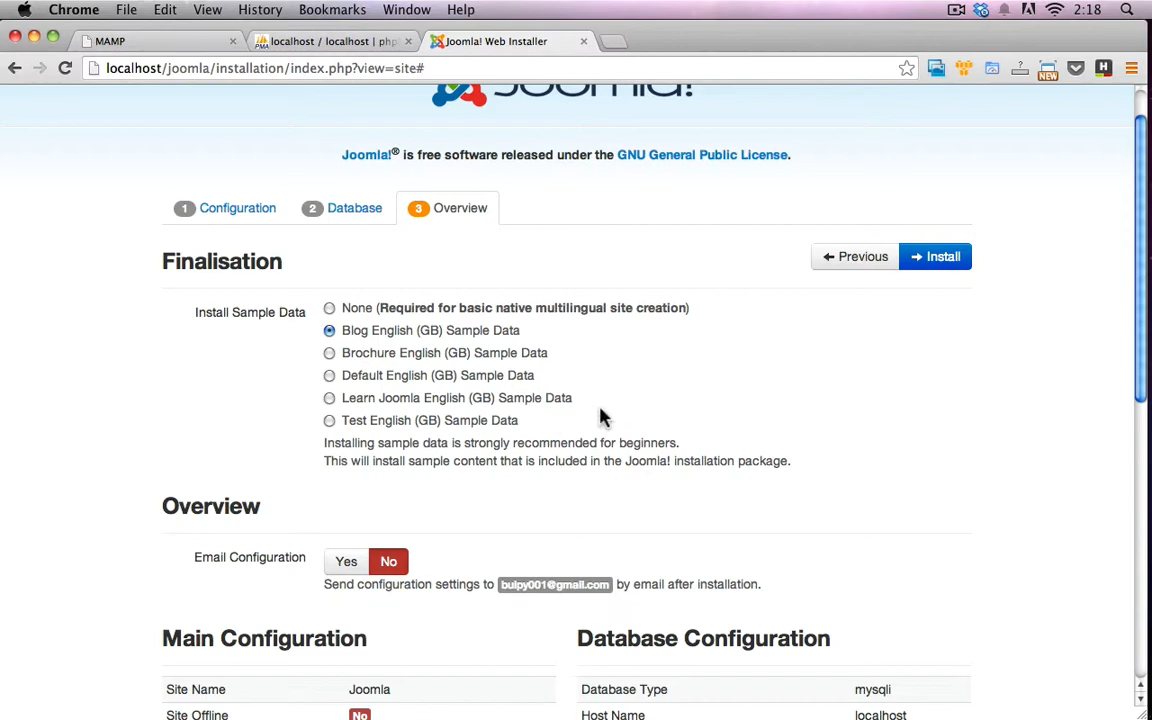 Chrome File Edit View History Bookmarks Window Help 2:18
MAMP localhost / localhost | php Joomla! Web Installer
localhost/joomla/installation/index.php?view=site# NEW H
Joomla!
Joomla!® is free software released under the GNU General Public License.
1 Configuration 2 Database 3 Overview
Finalisation
Previous Install
Install Sample Data
None (Required for basic native multilingual site creation)
Blog English (GB) Sample Data
Brochure English (GB) Sample Data
Default English (GB) Sample Data
Learn Joomla English (GB) Sample Data
Test English (GB) Sample Data
Installing sample data is strongly recommended for beginners.
This will install sample content that is included in the Joomla! installation package.
Overview
Email Configuration Yes No
Send configuration settings to bulpy001@gmail.com by email after installation.
Main Configuration Database Configuration
Site Name Joomla Database Type mysqli
Site Offline No Host Name localhost